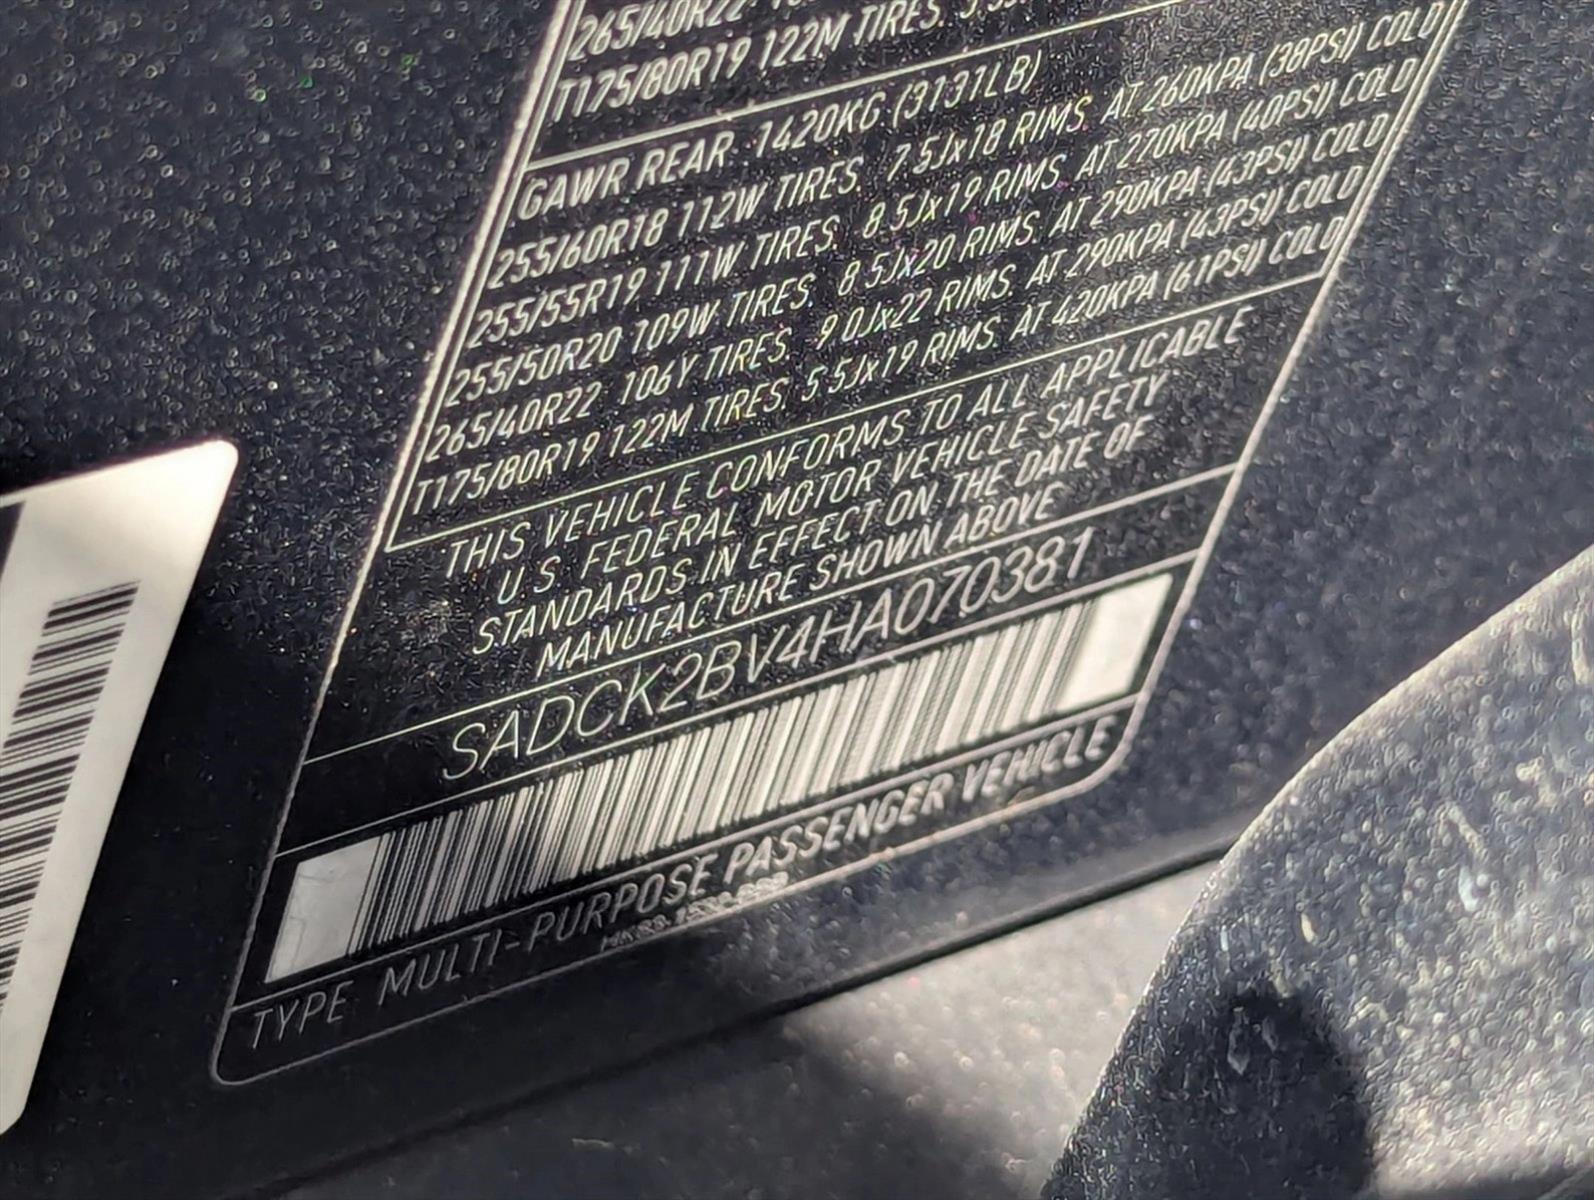 265/40R22
T175/80R19 122M TIRES.
GAWR REAR 1420KG (3131LB)
255/60R18 112W TIRES. 7.5Jx18 RIMS. AT 260KPA (38PSI) COLD
255/55R19 111W TIRES. 8.5Jx19 RIMS. AT 270KPA (40PSI) COLD
255/50R20 109W TIRES. 8.5Jx20 RIMS. AT 290KPA (43PSI) COLD
265/40R22 106Y TIRES. 9.0Jx22 RIMS. AT 290KPA (43PSI) COLD
T175/80R19 122M TIRES. 5.5Jx19 RIMS. AT 420KPA (61PSI) COLD
THIS VEHICLE CONFORMS TO ALL APPLICABLE
U.S. FEDERAL MOTOR VEHICLE SAFETY
STANDARDS IN EFFECT ON THE DATE OF
MANUFACTURE SHOWN ABOVE
SADCK2BV4HA070381
TYPE MULTI-PURPOSE PASSENGER VEHICLE